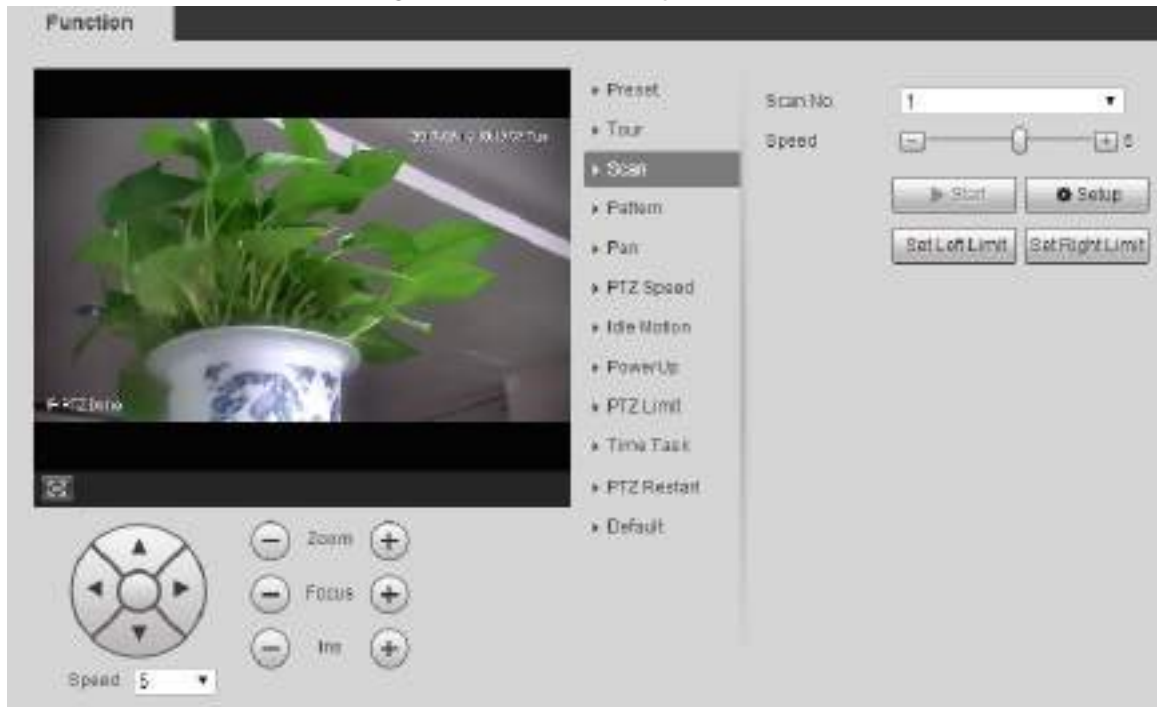 Function
Preset
Tour
Scan
Pattern
Pan
PTZ Speed
Idle Motion
PowerUp
PTZ Limit
Time Task
PTZ Restart
Default
Scan No.
1
Speed
Start
Setup
Set Left Limit
Set Right Limit
Zoom
Focus
Iris
Speed 5